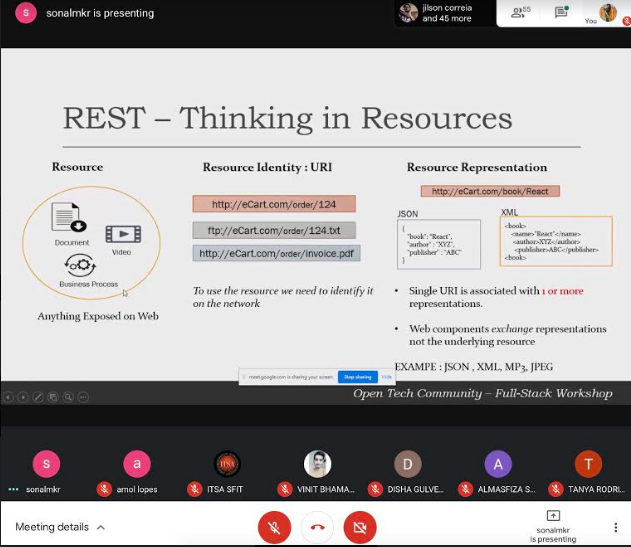 S
sonalmkr is presenting
jilson correia
and 45 more
55
You
REST – Thinking in Resources
Resource
Document
Video
Business Process
Anything Exposed on Web
Resource Identity : URI
http://eCart.com/order/124
ftp://eCart.com/order/124.txt
http://eCart.com/order/invoice.pdf
To use the resource we need to identify it
on the network
Resource Representation
http://eCart.com/book/React
JSON
{
"book": "React",
"author" : "XYZ",
"publisher" : "ABC"
}
XML
<book>
<name>"React"</name>
<author>XYZ</author>
<publisher>ABC</publisher>
<book>
• Single URI is associated with 1 or more
representations.
• Web components exchange representations
not the underlying resource
EXAMPE : JSON , XML, MP3, JPEG
meet.google.com is sharing your screen. Stop sharing Hide
Open Tech Community – Full-Stack Workshop
s
sonalmkr
a
amol lopes
ITSA
ITSA SFIT
VINIT BHAMA...
D
DISHA GULVE...
A
ALMASFIZA S...
T
TANYA RODRI...
Meeting details
sonalmkr
is presenting